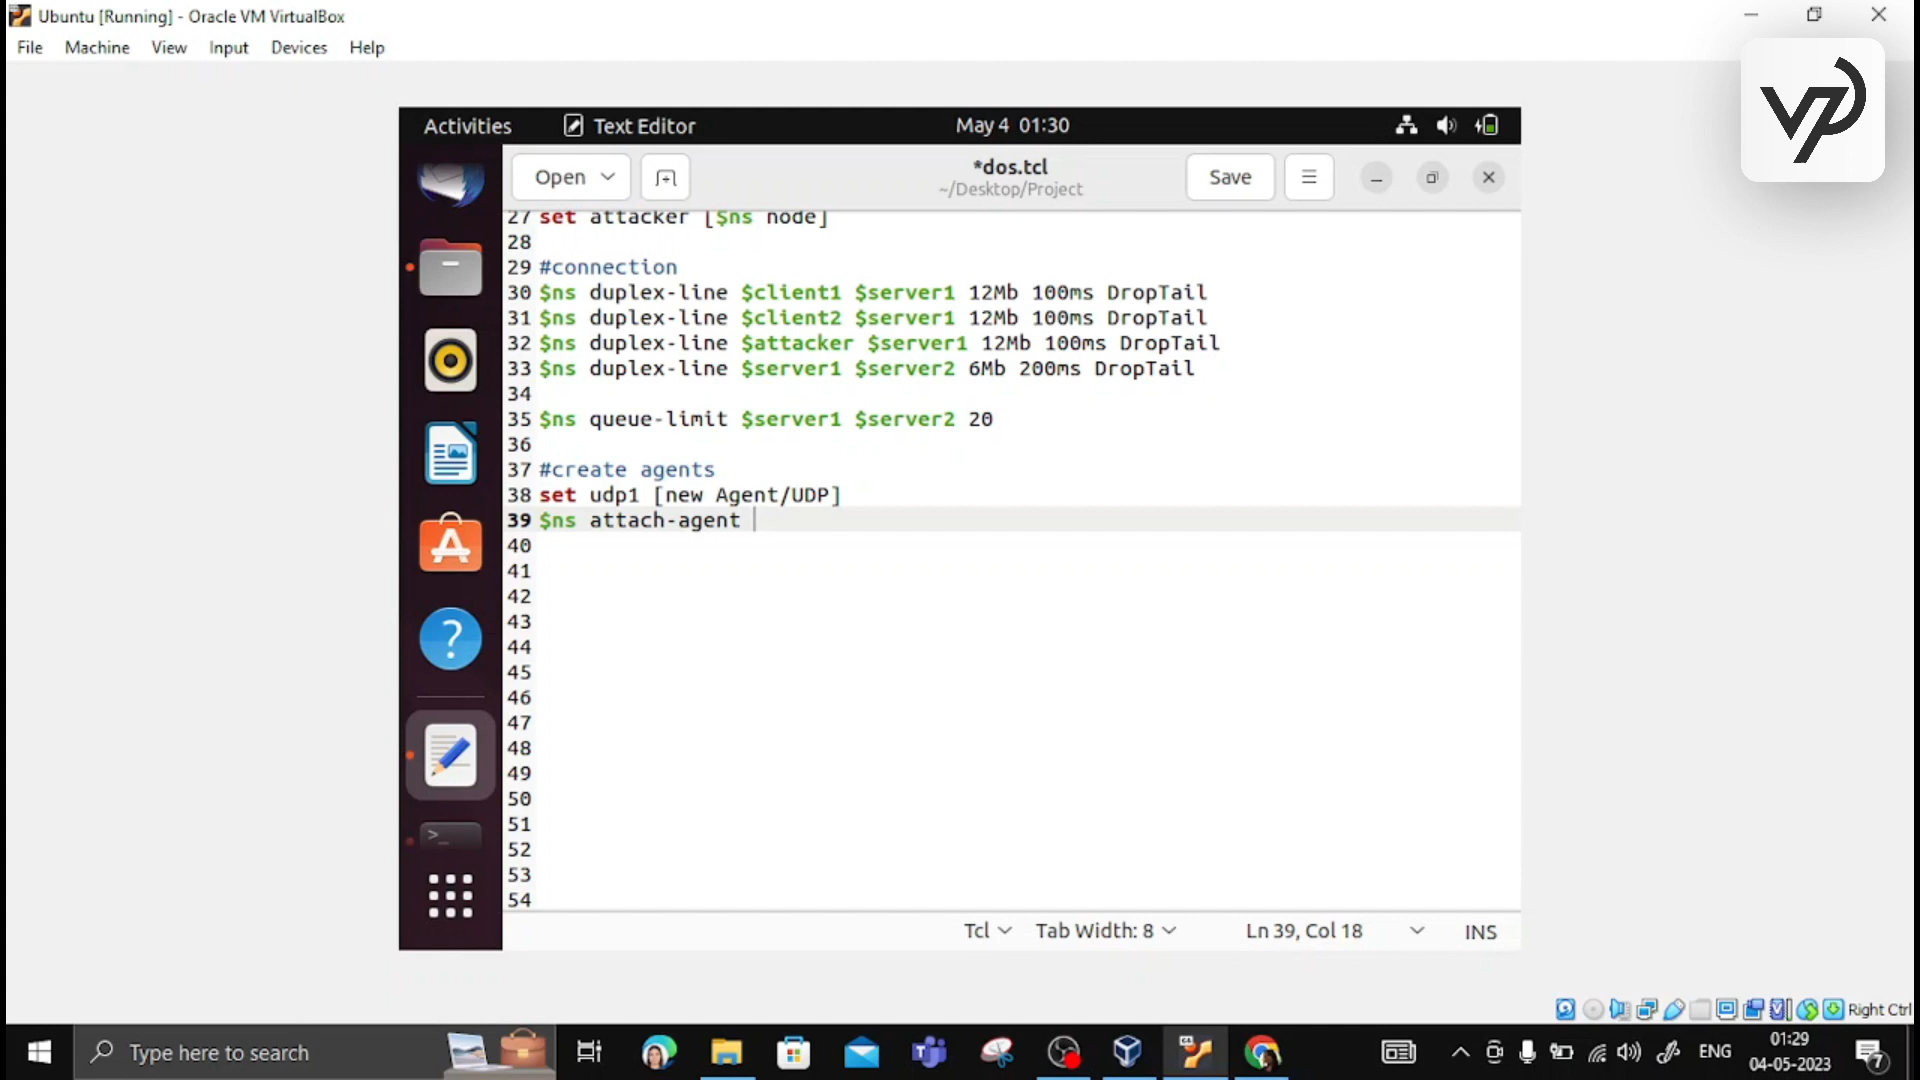 Ubuntu [Running] - Oracle VM VirtualBox
File Machine View Input Devices Help
VP
Activities Text Editor May 4 01:30
Open *dos.tcl Save
~/Desktop/Project
27 set attacker [$ns node]
28
29 #connection
30 $ns duplex-line $client1 $server1 12Mb 100ms DropTail
31 $ns duplex-line $client2 $server1 12Mb 100ms DropTail
32 $ns duplex-line $attacker $server1 12Mb 100ms DropTail
33 $ns duplex-line $server1 $server2 6Mb 200ms DropTail
34
35 $ns queue-limit $server1 $server2 20
36
37 #create agents
38 set udp1 [new Agent/UDP]
39 $ns attach-agent
40
41
42
43
44
45
46
47
48
49
50
51
52
53
54
Tcl Tab Width: 8 Ln 39, Col 18 INS
Right Ctrl
Type here to search ENG 01:29
04-05-2023 7